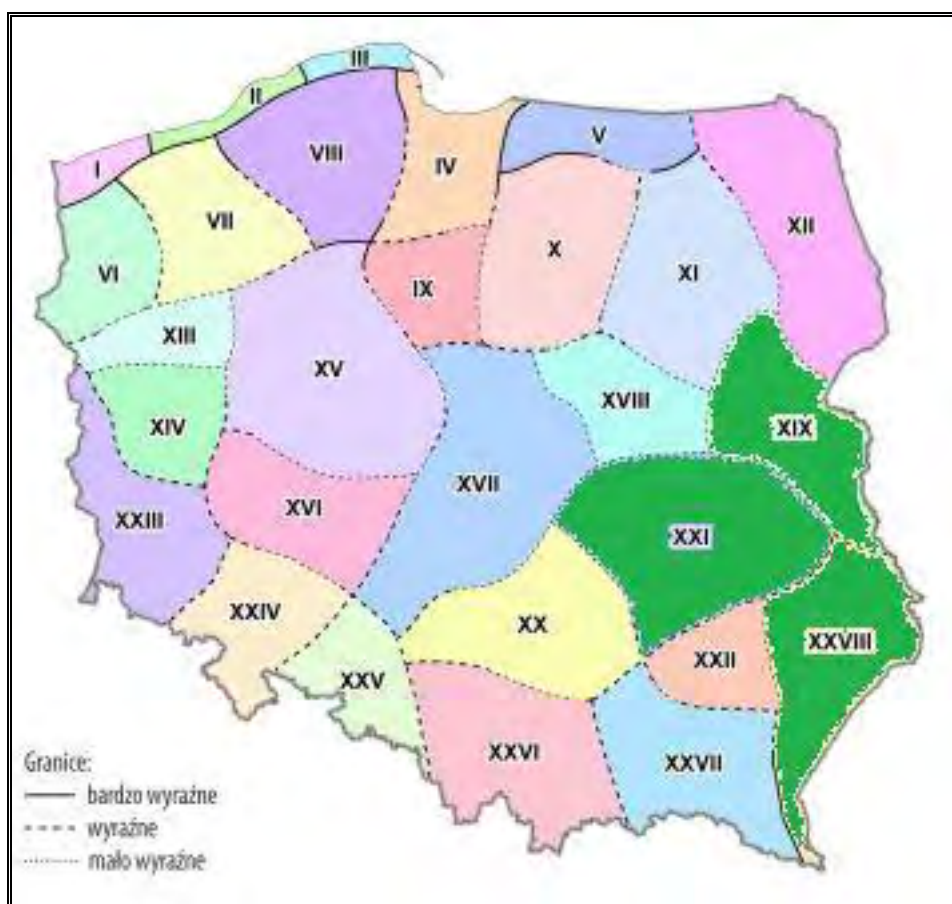 III
II
I
VIII
IV
V
VII
XII
VI
X
XI
IX
XIII
XV
XVIII
XIV
XIX
XVI
XVII
XXIII
XXI
XXIV
XX
XXII
XXVIII
XXV
XXVI
XXVII
Granice:
bardzo wyraźne
wyraźne
mało wyraźne